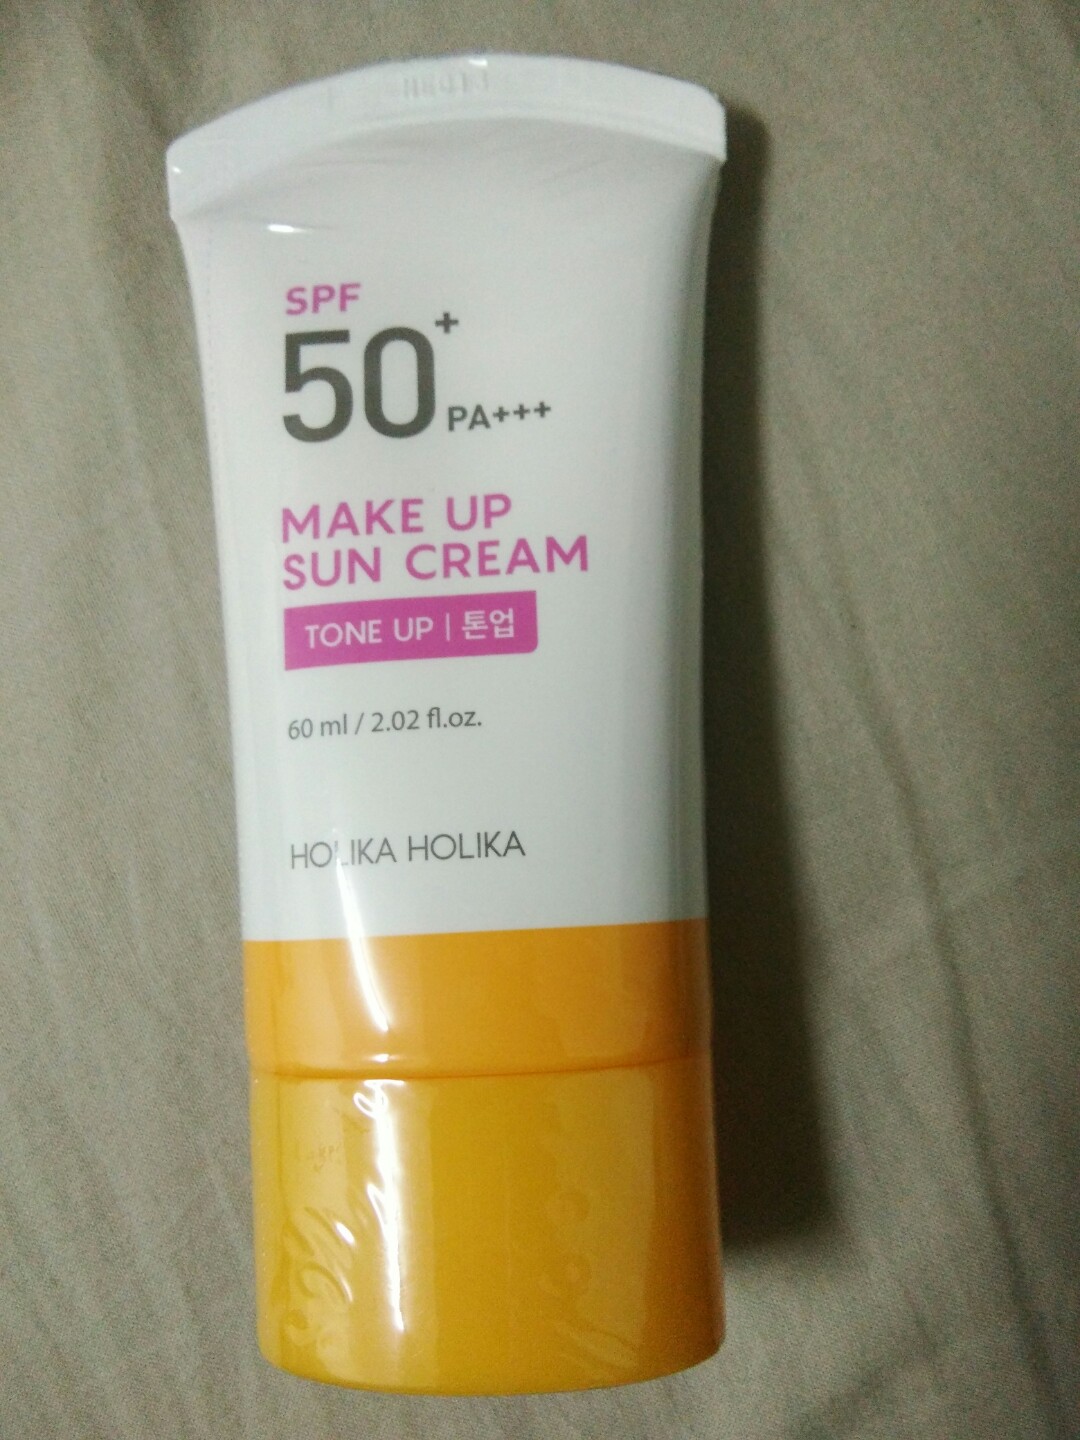 SPF
50+ PA+++
MAKE UP
SUN CREAM
TONE UP | 톤업
60 ml / 2.02 fl.oz.
HOLIKA HOLIKA